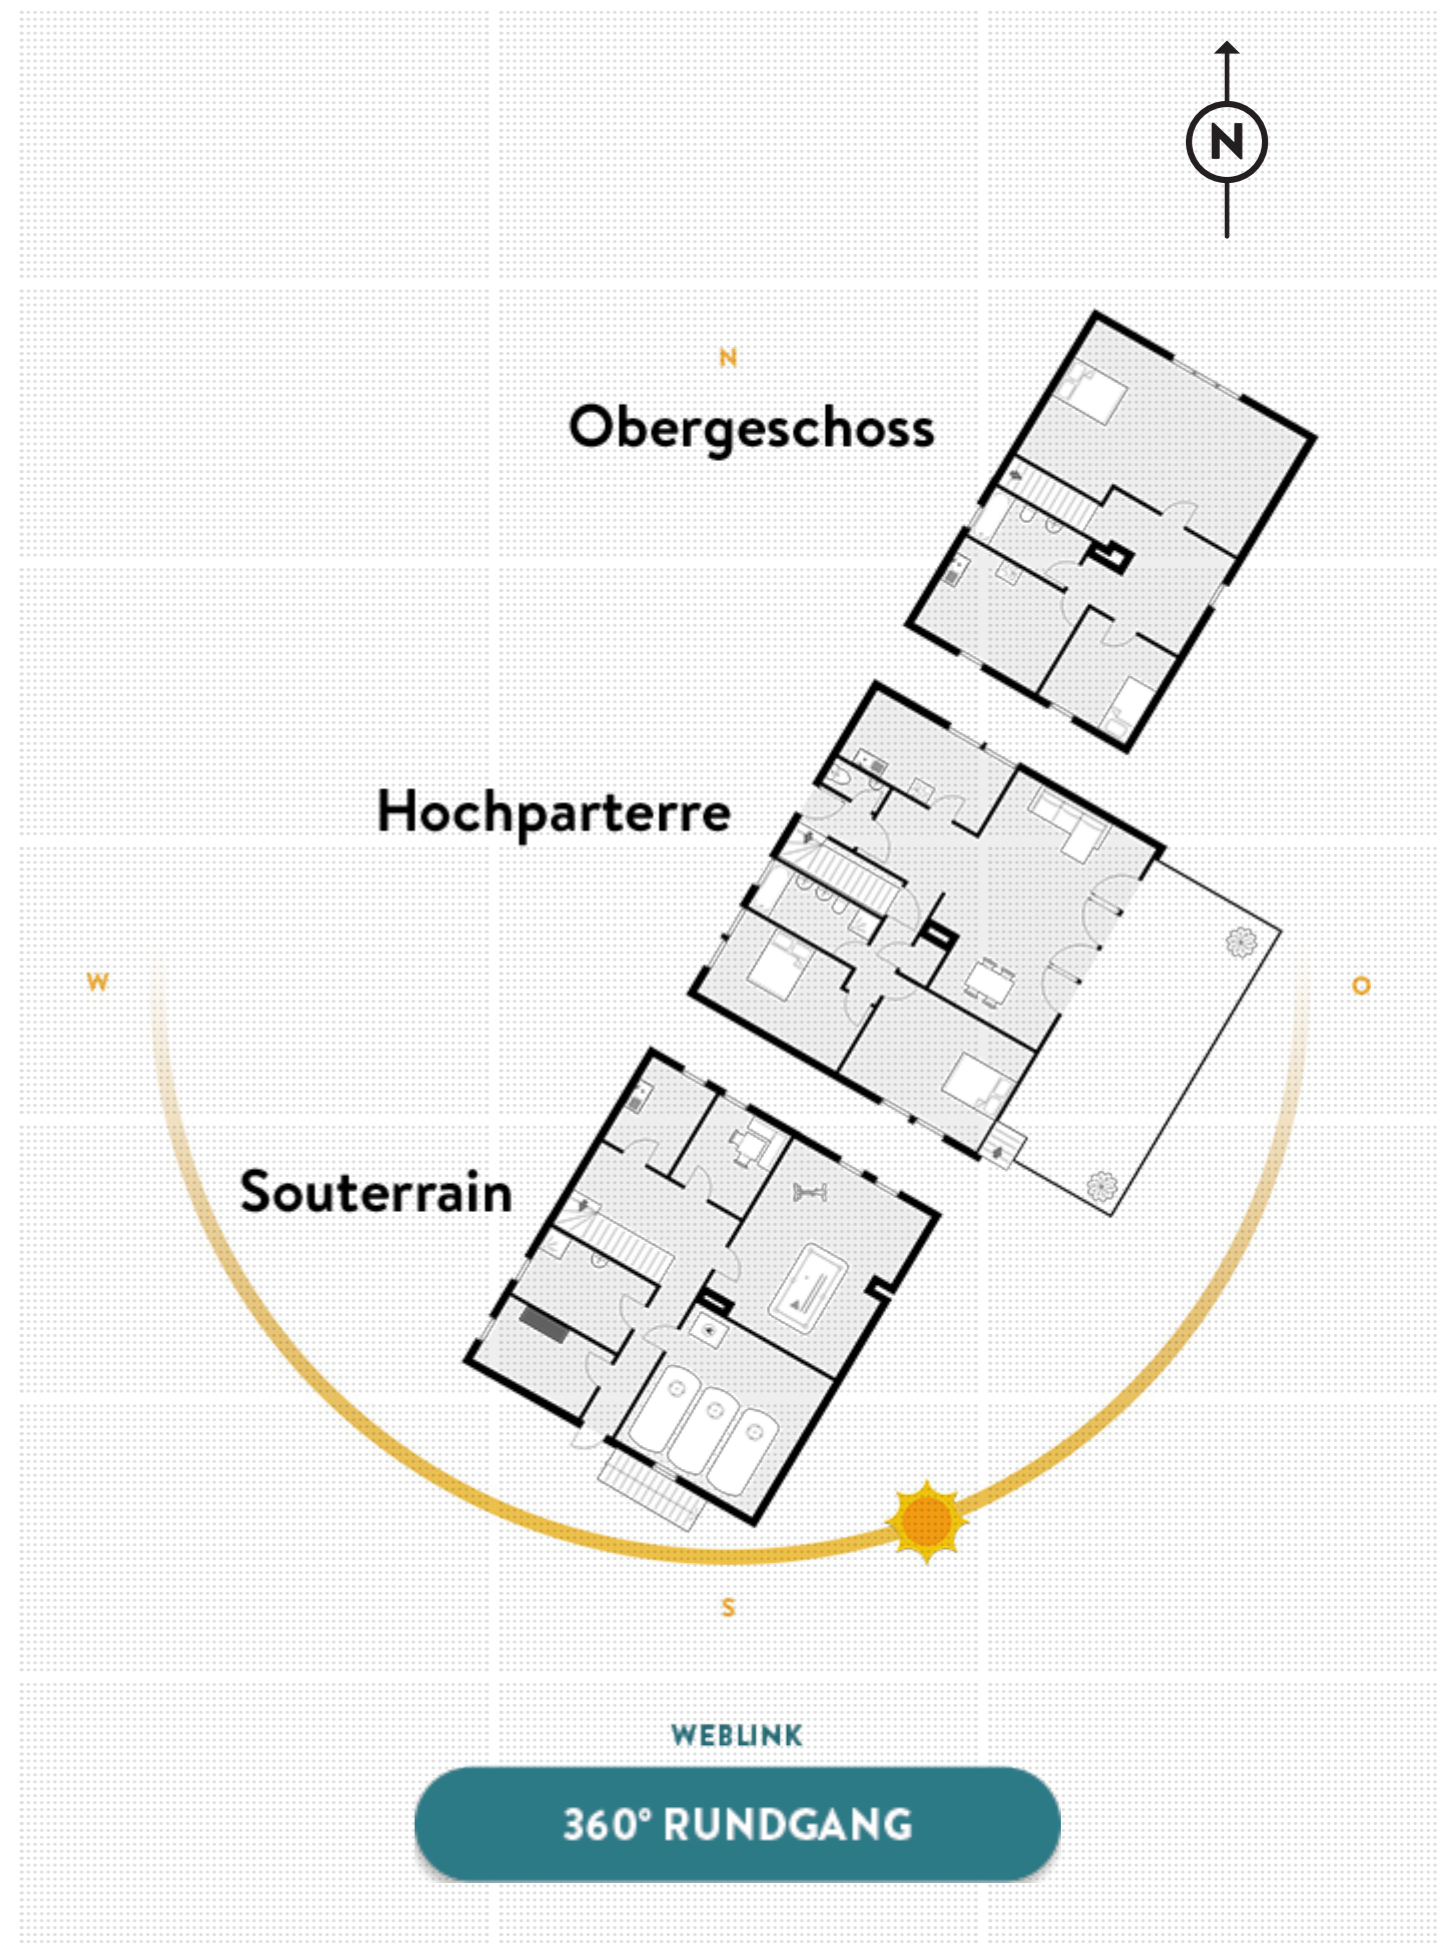 N
N
Obergeschoss
Hochparterre
W
O
Souterrain
S
WEBLINK
360° RUNDGANG